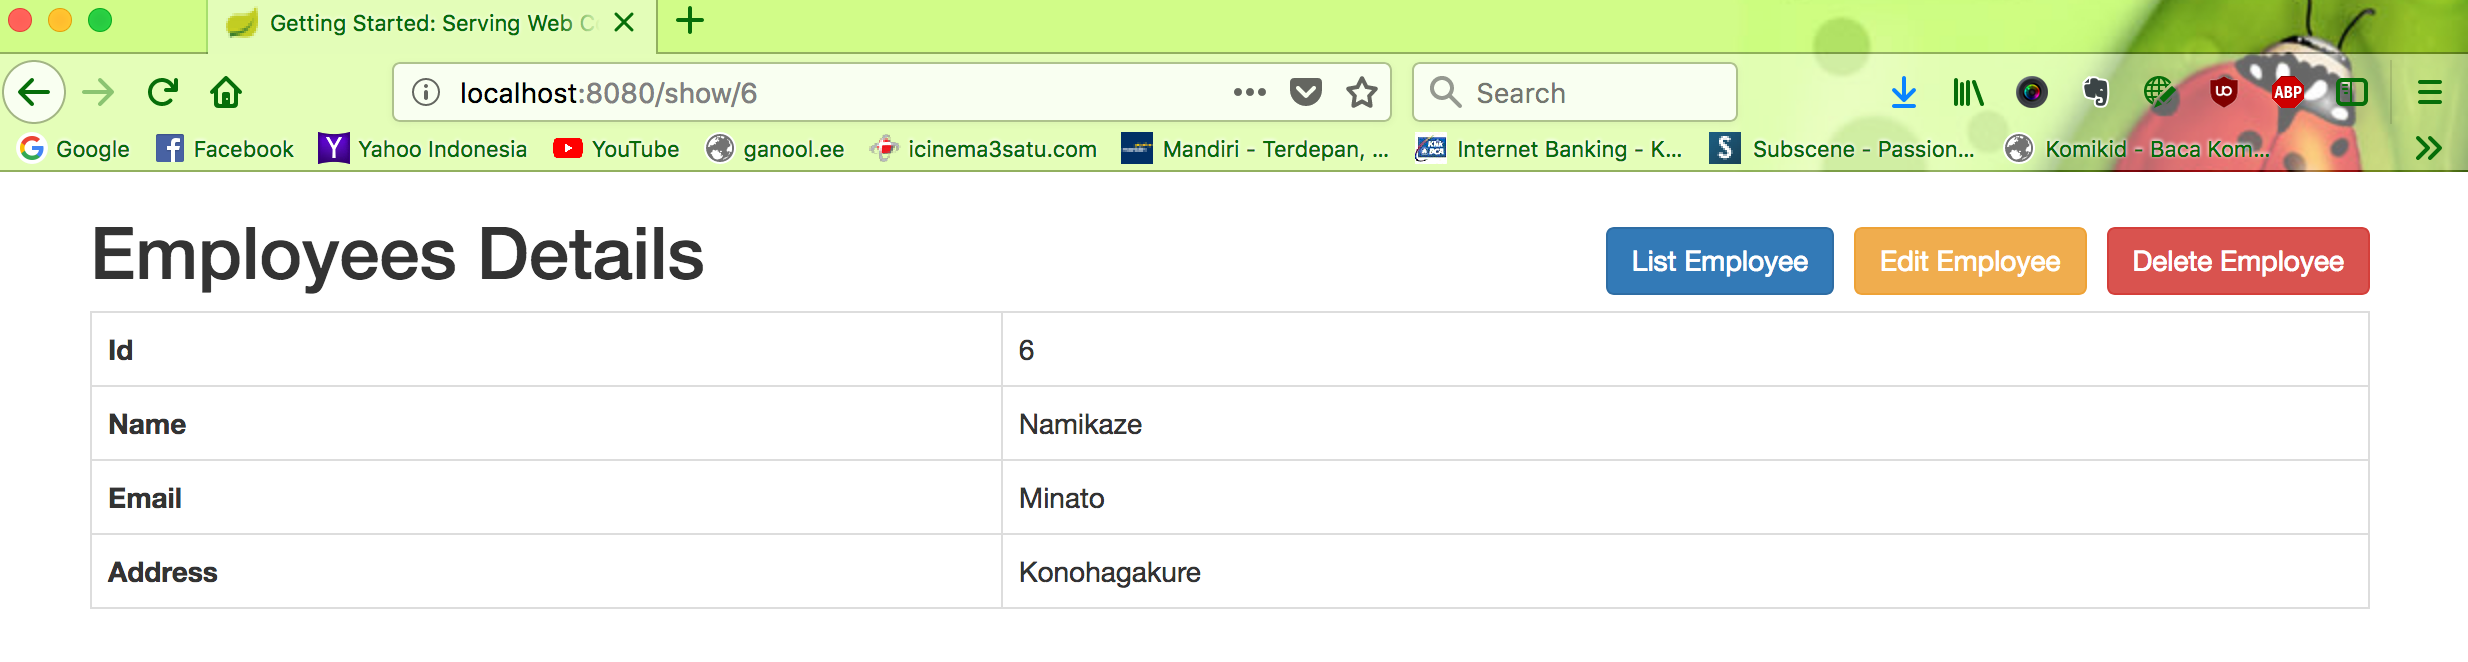 Getting Started: Serving Web C
localhost:8080/show/6
Search
ABP
Google Facebook Yahoo Indonesia YouTube ganool.ee icinema3satu.com Mandiri - Terdepan, ... Internet Banking - K... Subscene - Passion... Komikid - Baca Kom...
Employees Details
List Employee Edit Employee Delete Employee
Id 6
Name Namikaze
Email Minato
Address Konohagakure